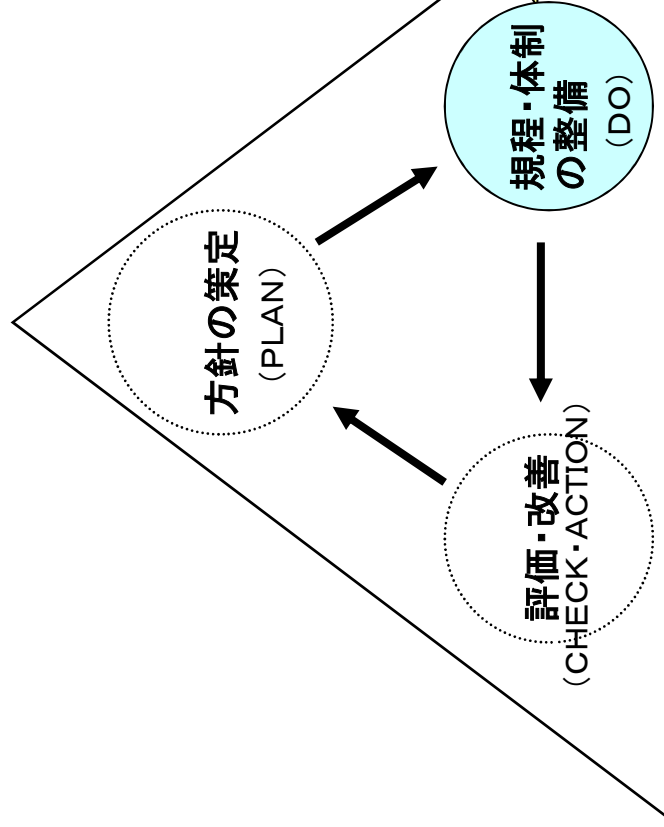 方針の策定
（PLAN）
規程・体制
の整備
（DO）
評価・改善
（CHECK・ACTION）